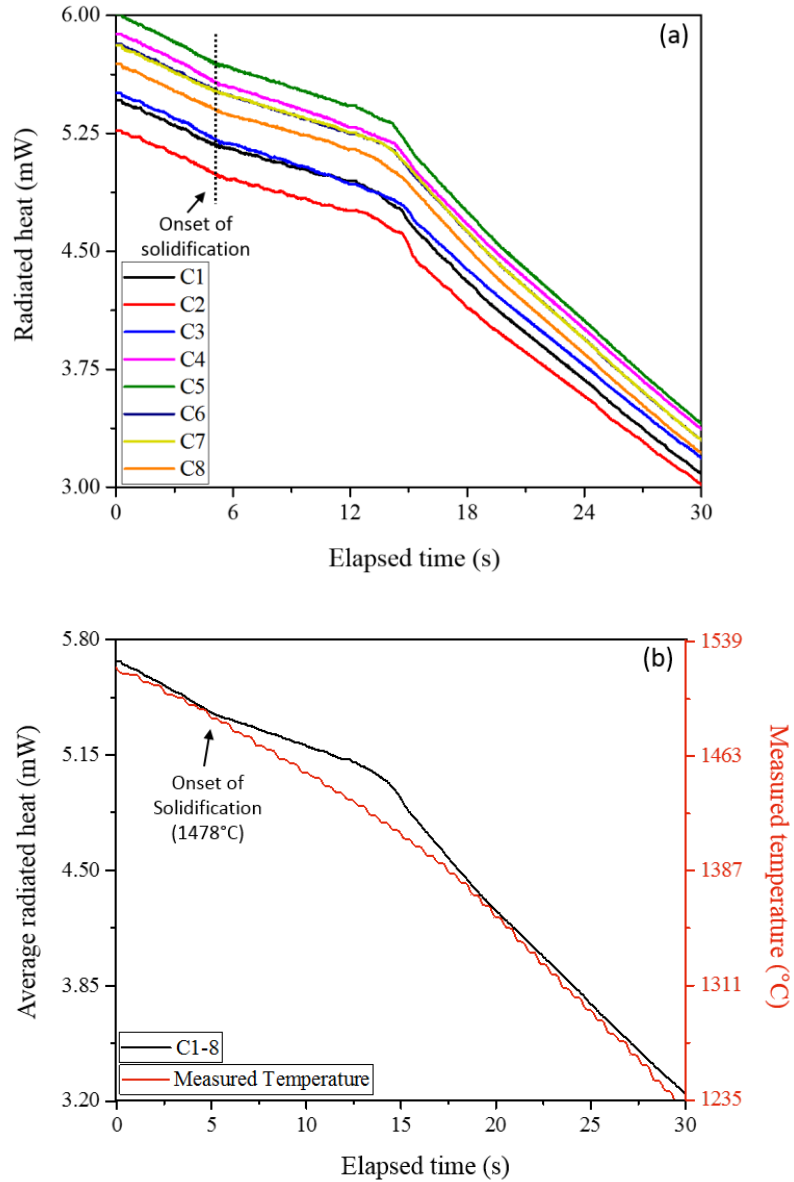 (a)
6.00
5.25
4.50
3.75
3.00
Radiated heat (mW)
Onset of
solidification
C1
C2
C3
C4
C5
C6
C7
C8
0
6
12
18
24
30
Elapsed time (s)
(b)
5.80
5.15
4.50
3.85
3.20
Average radiated heat (mW)
Onset of
Solidification
(1478°C)
C1-8
Measured Temperature
1539
1463
1387
1311
1235
Measured temperature (°C)
0
5
10
15
20
25
30
Elapsed time (s)